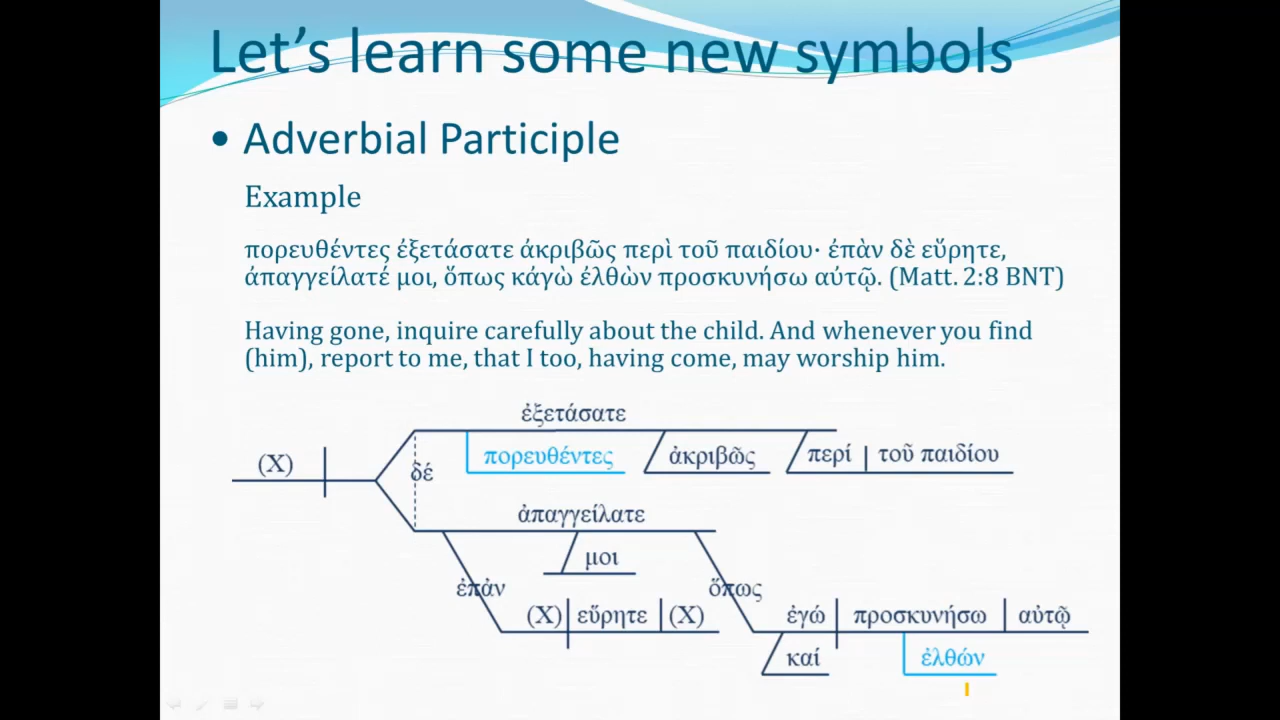 Let's learn some new symbols
• Adverbial Participle
Example
πορευθέντες ἐξετάσατε ἀκριβῶς περὶ τοῦ παιδίου· ἐπὰν δὲ εὕρητε,
ἀπαγγείλατέ μοι, ὅπως κἀγὼ ἐλθὼν προσκυνήσω αὐτῷ. (Matt. 2:8 BNT)
Having gone, inquire carefully about the child. And whenever you find
(him), report to me, that I too, having come, may worship him.
ἐξετάσατε
(X) δέ πορευθέντες ἀκριβῶς περί τοῦ παιδίου
ἀπαγγείλατε
μοι
ἐπὰν ὅπως
(X) εὕρητε (X) ἐγώ προσκυνήσω αὐτῷ
καί ἐλθών